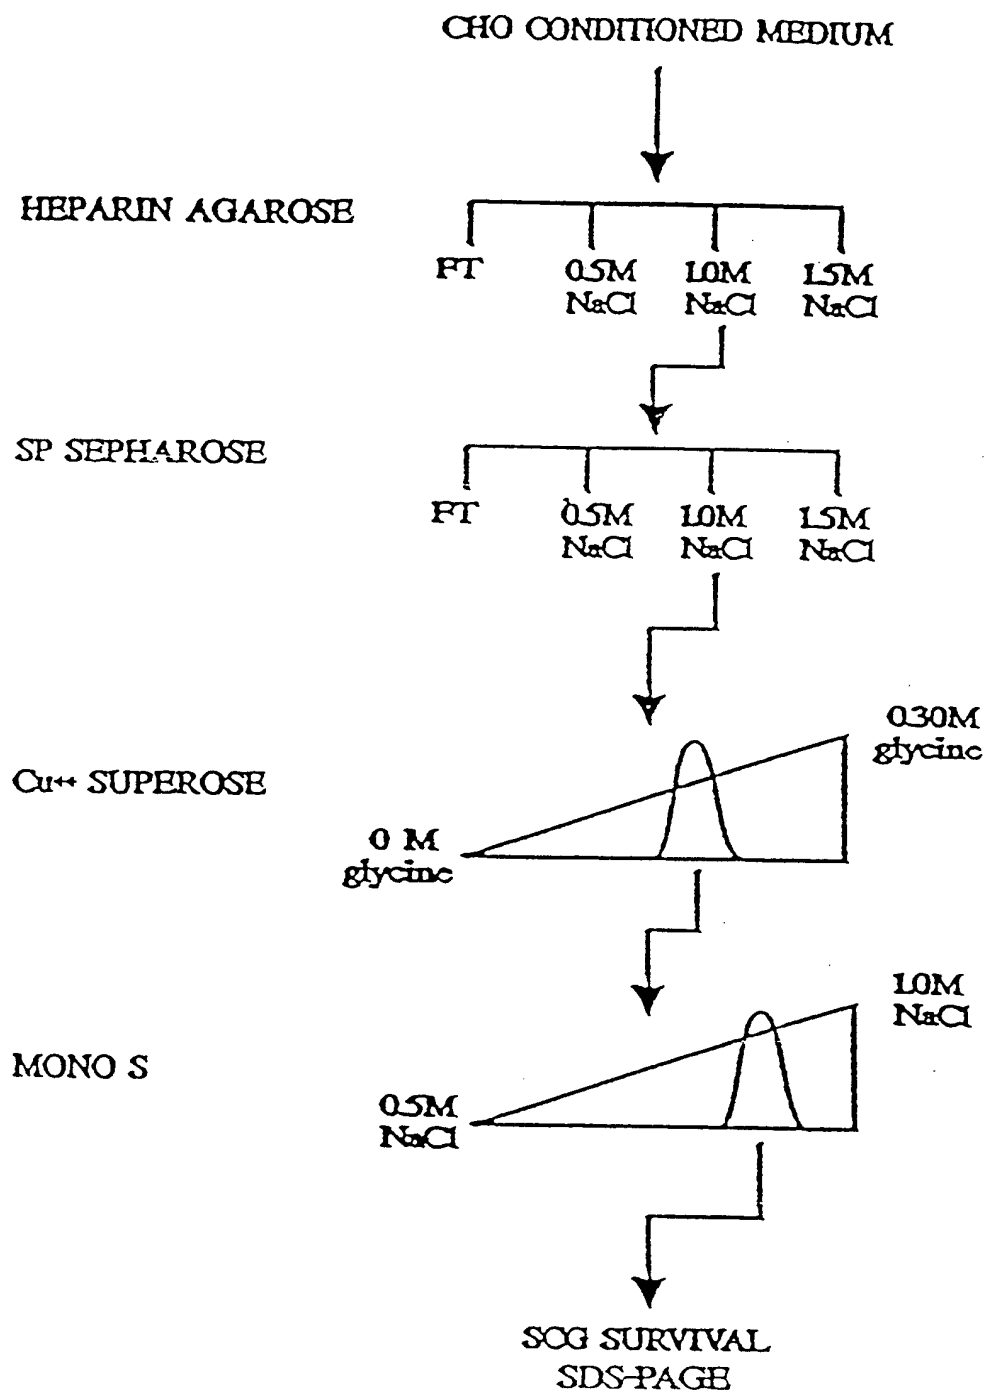 CHO CONDITIONED MEDIUM
HEPARIN AGAROSE
FT
0.5M
NaCl
1.0M
NaCl
1.5M
NaCl
SP SEPHAROSE
FT
0.5M
NaCl
1.0M
NaCl
1.5M
NaCl
0.30M
glycine
Cu++ SUPEROSE
0 M
glycine
1.0M
NaCl
MONO S
0.5M
NaCl
SCG SURVIVAL
SDS-PAGE